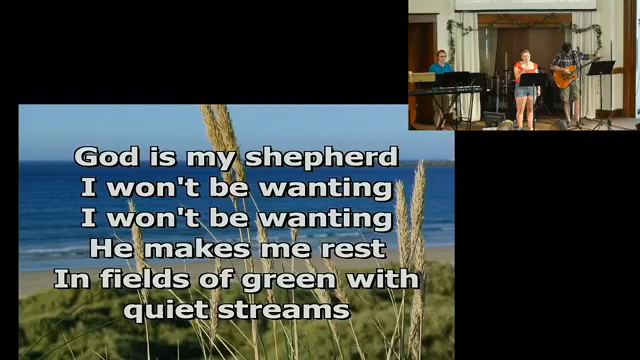 God is my shepherd
I won't be wanting
I won't be wanting
He makes me rest
In fields of green with
quiet streams